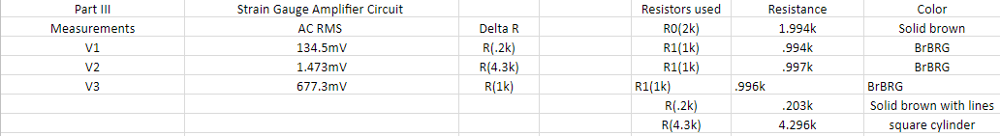 Part III Strain Gauge Amplifier Circuit Resistors used Resistance Color
Measurements AC RMS Delta R R0(2k) 1.994k Solid brown
V1 134.5mV R(.2k) R1(1k) .994k BrBRG
V2 1.473mV R(4.3k) R1(1k) .997k BrBRG
V3 677.3mV R(1k) R1(1k) .996k BrBRG
R(.2k) .203k Solid brown with lines
R(4.3k) 4.296k square cylinder